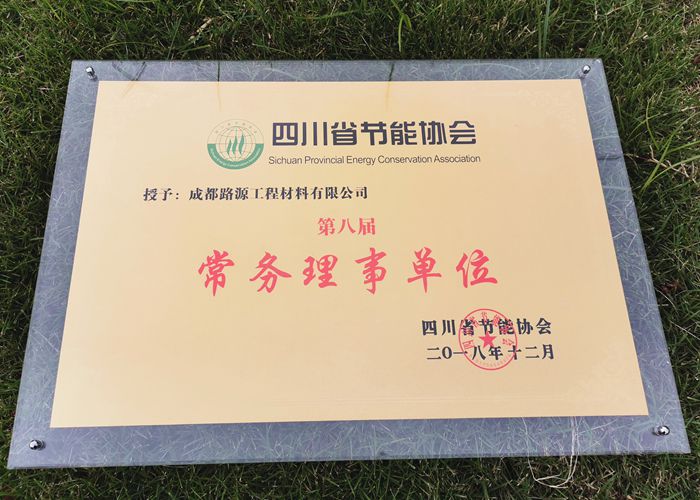 四川省节能协会
Sichuan Provincial Energy Conservation Association
授予：成都路源工程材料有限公司
第八届
常务理事单位
四川省节能协会
二〇一八年十二月